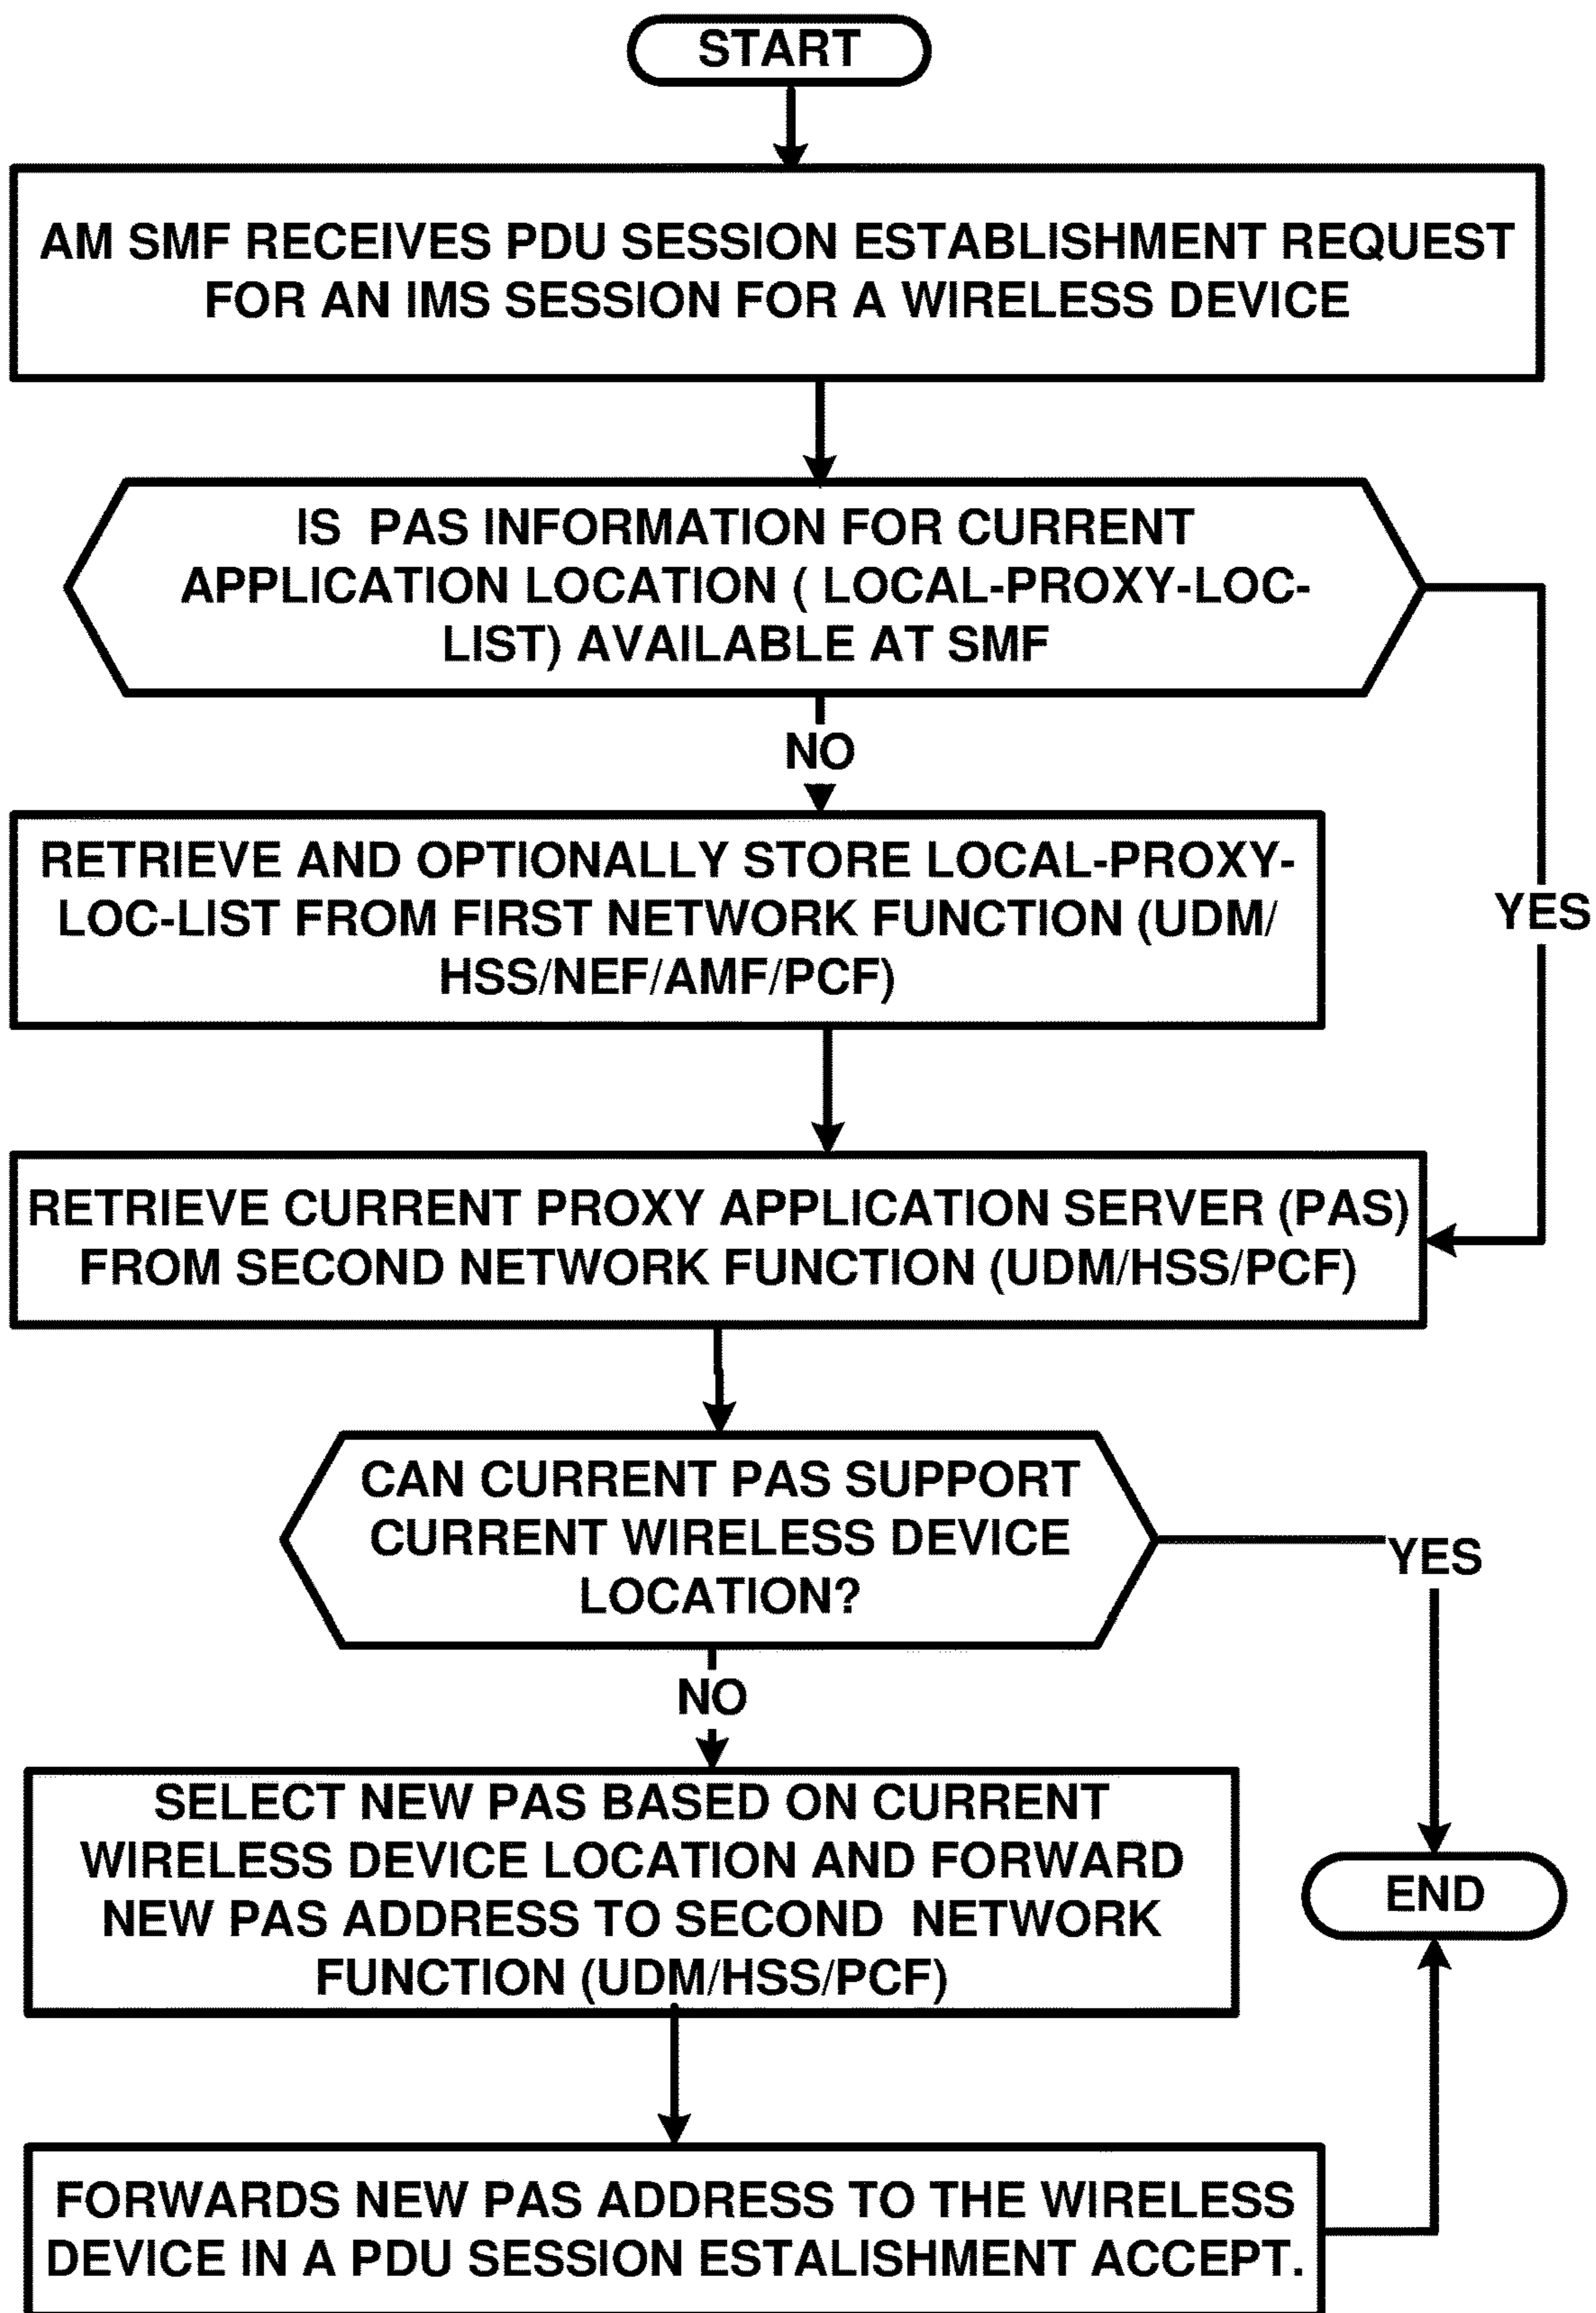 START
AM SMF RECEIVES PDU SESSION ESTABLISHMENT REQUEST
FOR AN IMS SESSION FOR A WIRELESS DEVICE
IS PAS INFORMATION FOR CURRENT
APPLICATION LOCATION ( LOCAL-PROXY-LOC-
LIST) AVAILABLE AT SMF
NO
RETRIEVE AND OPTIONALLY STORE LOCAL-PROXY-
LOC-LIST FROM FIRST NETWORK FUNCTION (UDM/
HSS/NEF/AMF/PCF)
YES
RETRIEVE CURRENT PROXY APPLICATION SERVER (PAS)
FROM SECOND NETWORK FUNCTION (UDM/HSS/PCF)
CAN CURRENT PAS SUPPORT
CURRENT WIRELESS DEVICE
LOCATION?
YES
NO
SELECT NEW PAS BASED ON CURRENT
WIRELESS DEVICE LOCATION AND FORWARD
NEW PAS ADDRESS TO SECOND NETWORK
FUNCTION (UDM/HSS/PCF)
END
FORWARDS NEW PAS ADDRESS TO THE WIRELESS
DEVICE IN A PDU SESSION ESTALISHMENT ACCEPT.